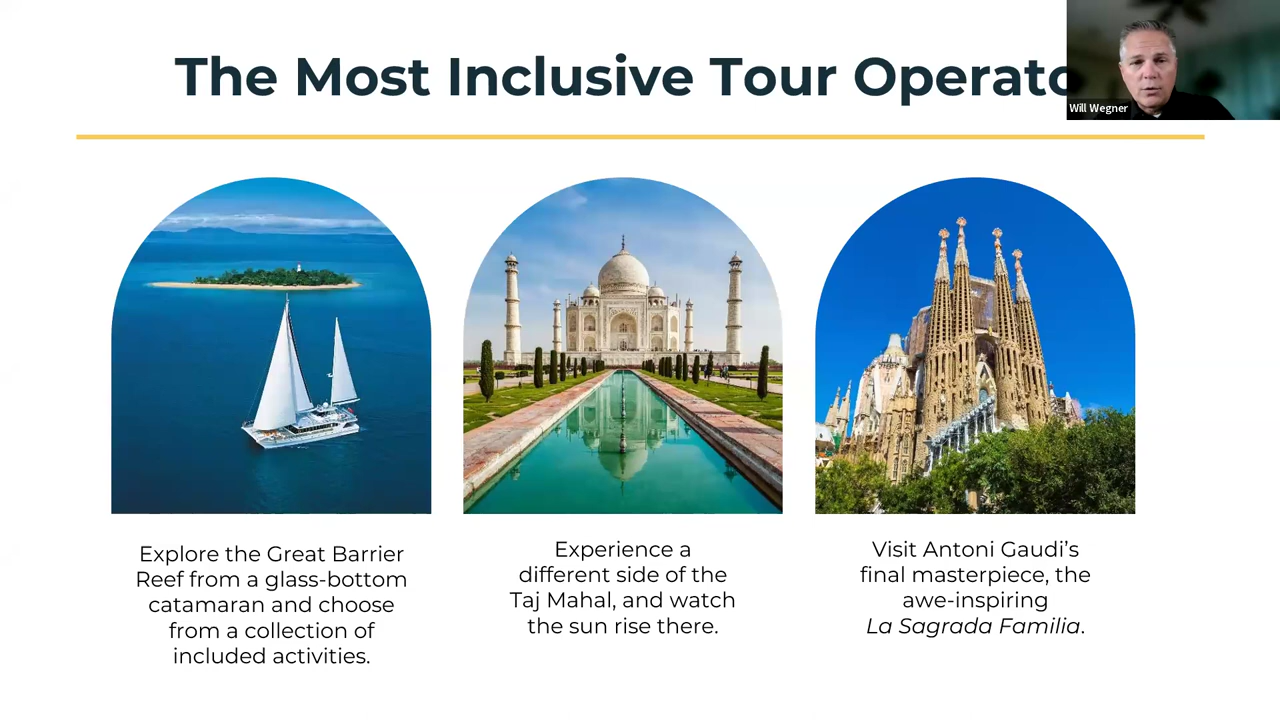 The Most Inclusive Tour
Will Wegner
Explore the Great Barrier
Reef from a glass-bottom
catamaran and choose
from a collection of
included activities.
Experience a
different side of the
Taj Mahal, and watch
the sun rise there.
Visit Antoni Gaudi’s
final masterpiece, the
awe-inspiring
La Sagrada Familia.